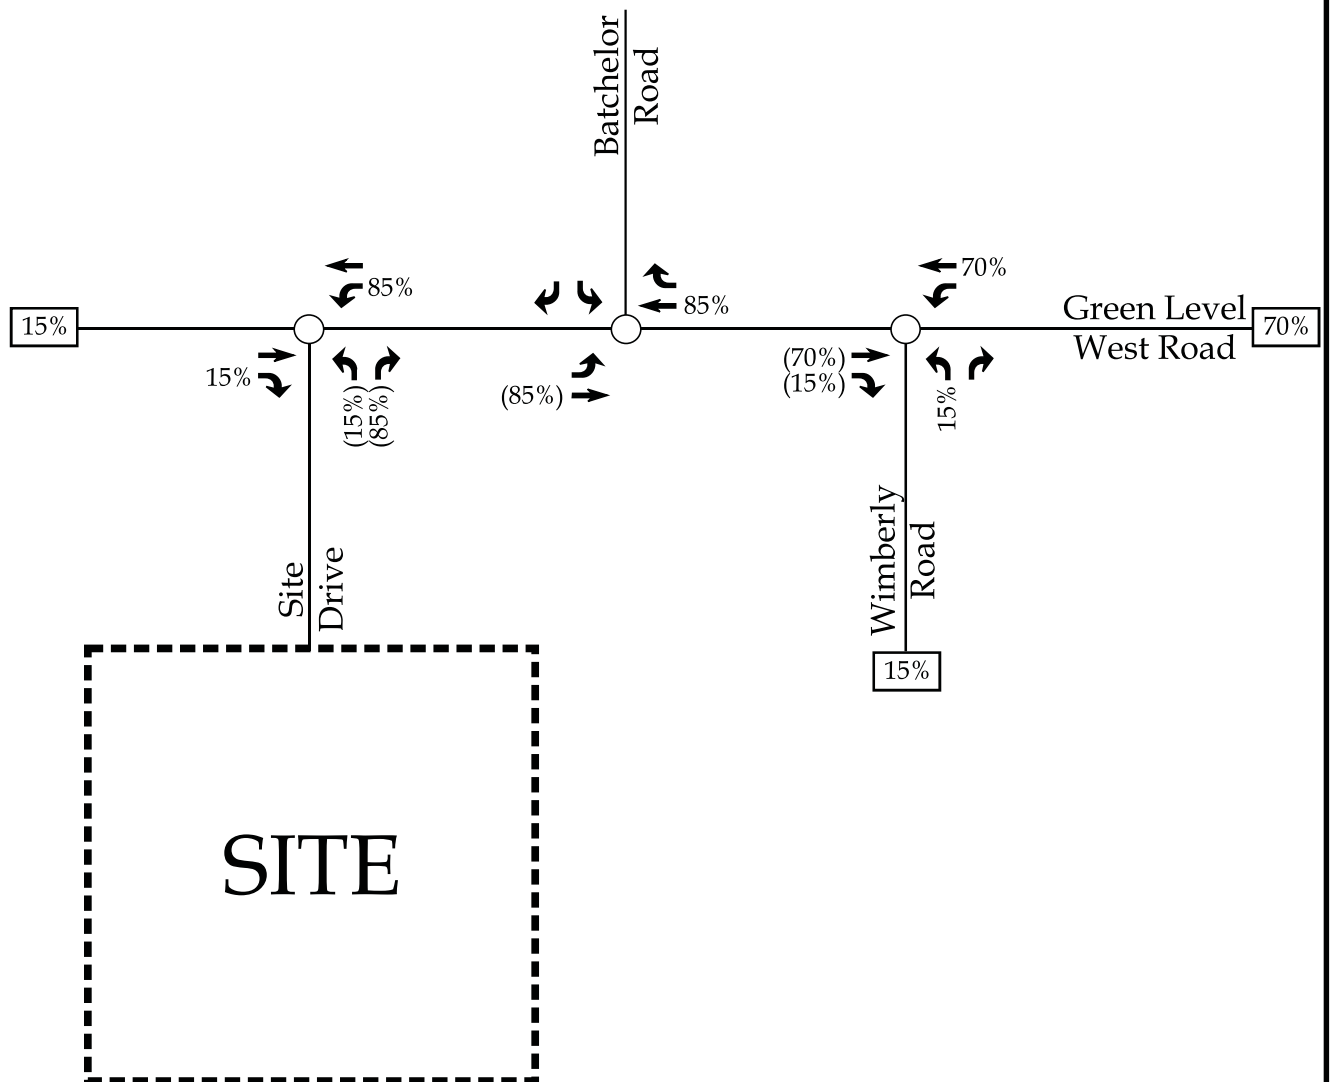 Batchelor
Road
70%
85%
85%
Green Level
15%
70%
West Road
(70%)
15%
(15%)
(85%)
(15%)
(85%)
15%
Wimberly
Road
Site
Drive
15%
SITE